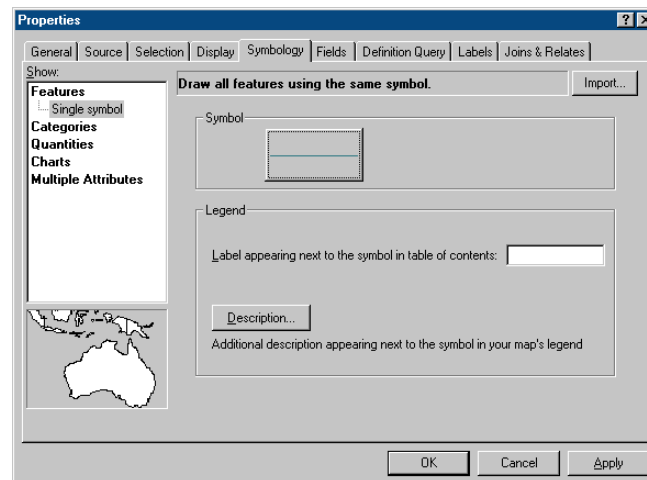 Properties
General Source Selection Display Symbology Fields Definition Query Labels Joins & Relates
Show:
Features
Single symbol
Categories
Quantities
Charts
Multiple Attributes
Draw all features using the same symbol.
Import...
Symbol
Legend
Label appearing next to the symbol in table of contents:
Description...
Additional description appearing next to the symbol in your map's legend
OK Cancel Apply